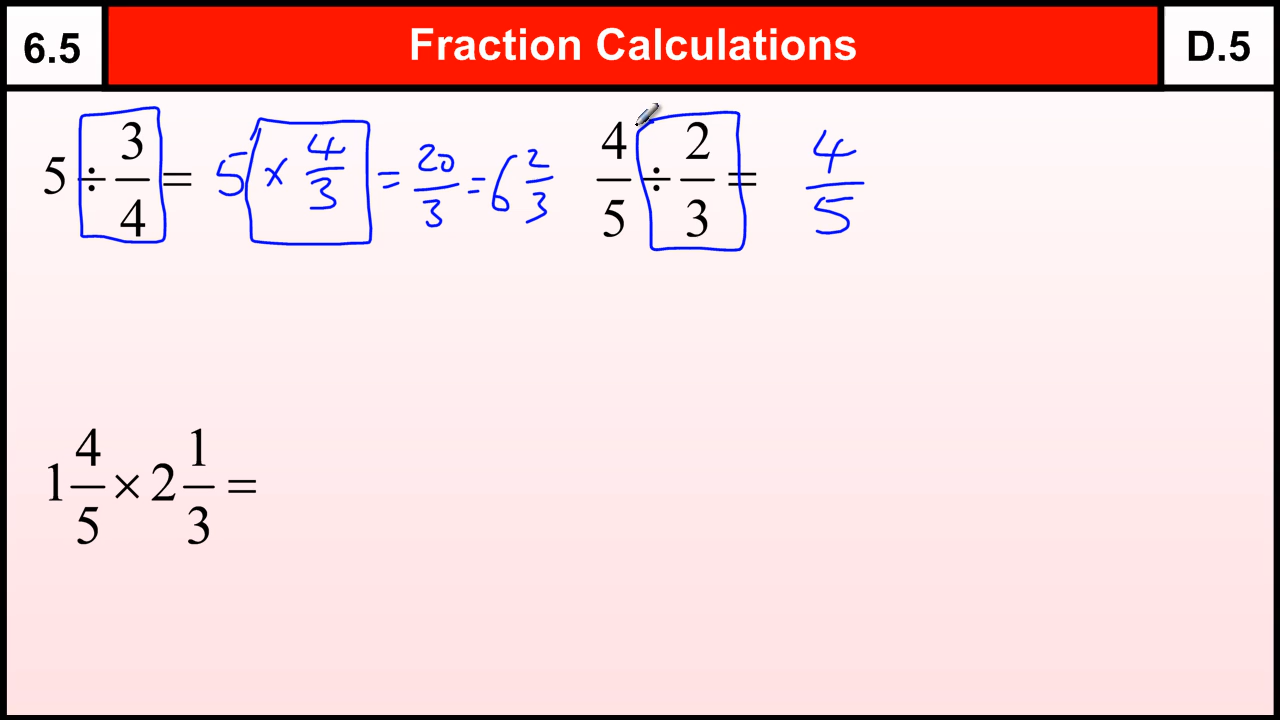 6.5 Fraction Calculations D.5
5 ÷ 3/4 = 5 × 4/3 = 20/3 = 6 2/3
4/5 ÷ 2/3 = 4/5
1 4/5 × 2 1/3 =